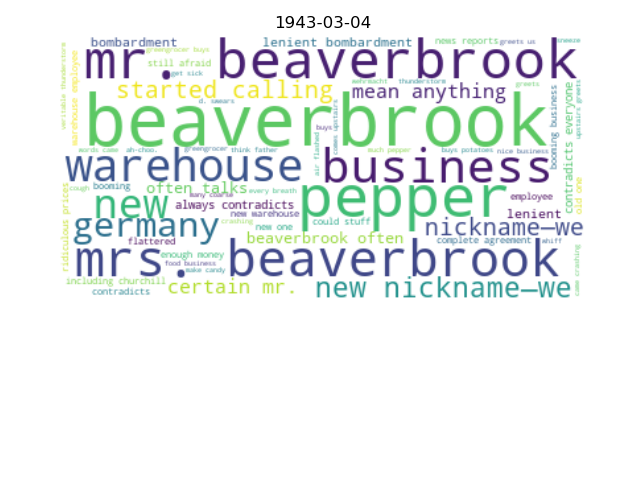 1943-03-04
bombardment
lenient bombardment
news reports
greets us
sneeze
greengrocer buys
mr. beaverbrook
still afraid
get sick
wehrmacht
thunderstorm
greets
started calling
mean anything
d. smears
veritable thunderstorm
warehouse employee
beaverbrook
buys
air flashed
comes upstairs
booming business
contradicts everyone
upstairs greets
words came
ah-choo.
greengrocer
think father
much pepper
buys potatoes
nice business
warehouse
business
cough
booming
often talks
every breath
many coarse
employee
old one
new
always contradicts
pepper
new warehouse
lenient
germany
crashing
new one
could stuff
nickname—we
flattered
beaverbrook often
complete agreement
whiff
ridiculous prices
mrs. beaverbrook
enough money
food business
make candy
including churchill
contradicts
certain mr.
new nickname—we
came crashing